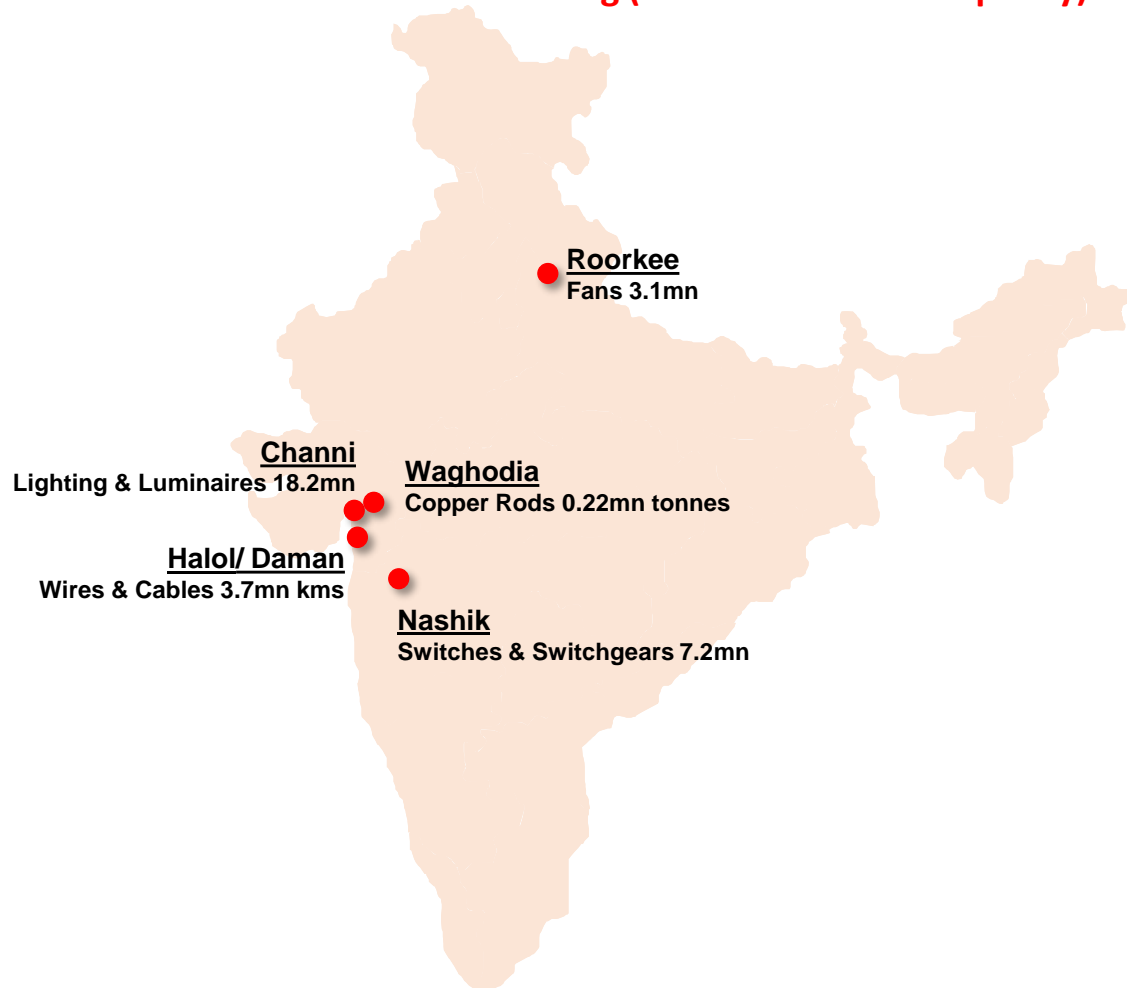 Roorkee
Fans 3.1mn
Channi
Lighting & Luminaires 18.2mn
Waghodia
Copper Rods 0.22mn tonnes
Halol/ Daman
Wires & Cables 3.7mn kms
Nashik
Switches & Switchgears 7.2mn